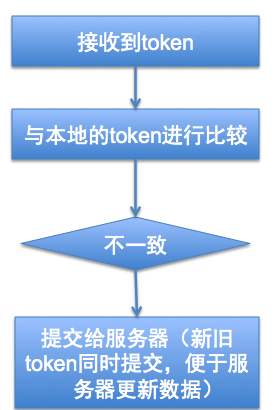 接收到token
与本地的token进行比较
不一致
提交给服务器（新旧
token同时提交，便于服
务器更新数据）